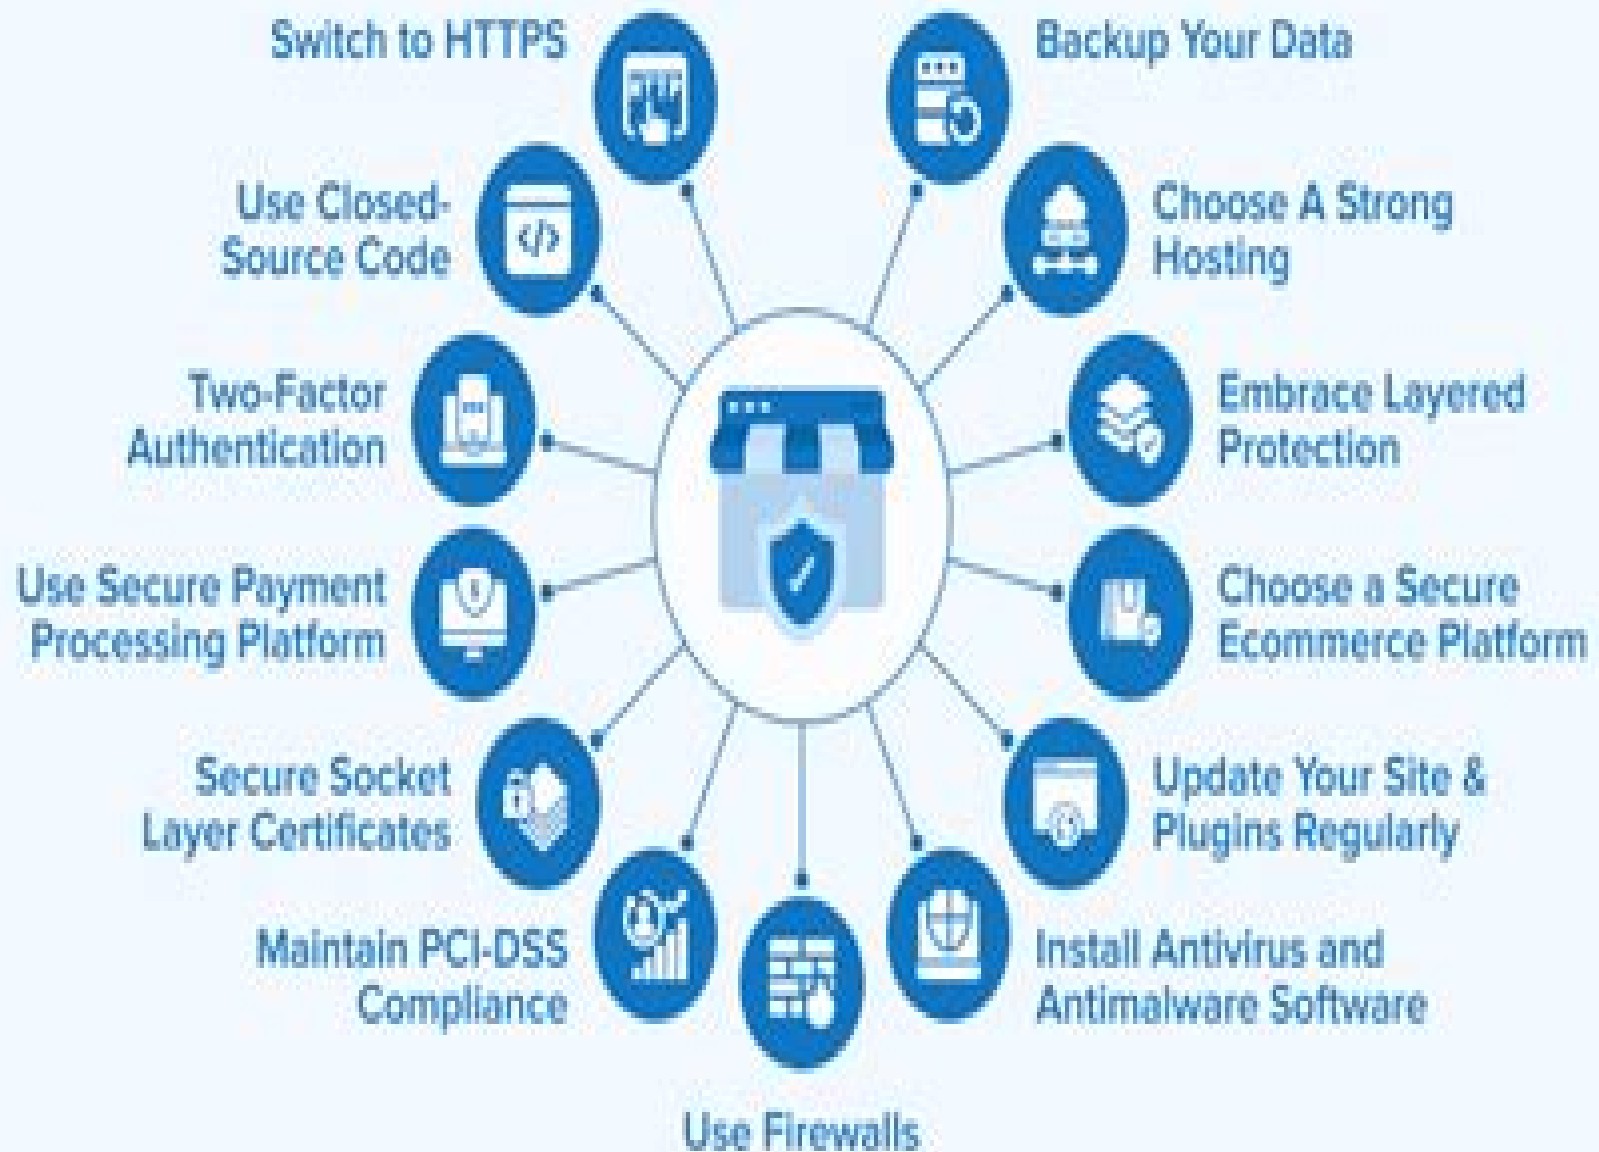 Switch to HTTPS
Backup Your Data
Use Closed-
Source Code
Choose A Strong
Hosting
Two-Factor
Authentication
Embrace Layered
Protection
Use Secure Payment
Processing Platform
Choose a Secure
Ecommerce Platform
Secure Socket
Layer Certificates
Update Your Site &
Plugins Regularly
Maintain PCI-DSS
Compliance
Install Antivirus and
Antimalware Software
Use Firewalls